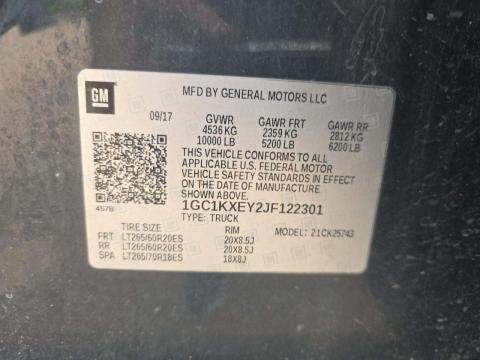 GM
MFD BY GENERAL MOTORS LLC
09/17 GVWR GAWR FRT GAWR RR
4536 KG 2359 KG 2812 KG
10000 LB 5200 LB 6200 LB
THIS VEHICLE CONFORMS TO ALL
APPLICABLE U.S. FEDERAL MOTOR
VEHICLE SAFETY STANDARDS IN EFFECT
ON THE DATE OF MANUFACTURE
SHOWN ABOVE.
1GC1KXEY2JF122301
TYPE: TRUCK
4578
TIRE SIZE RIM MODEL: 21CK25743
FRT LT265/60R20ES 20X8.5J
RR LT265/60R20ES 20X8.5J
SPA LT265/70R18ES 18X8J